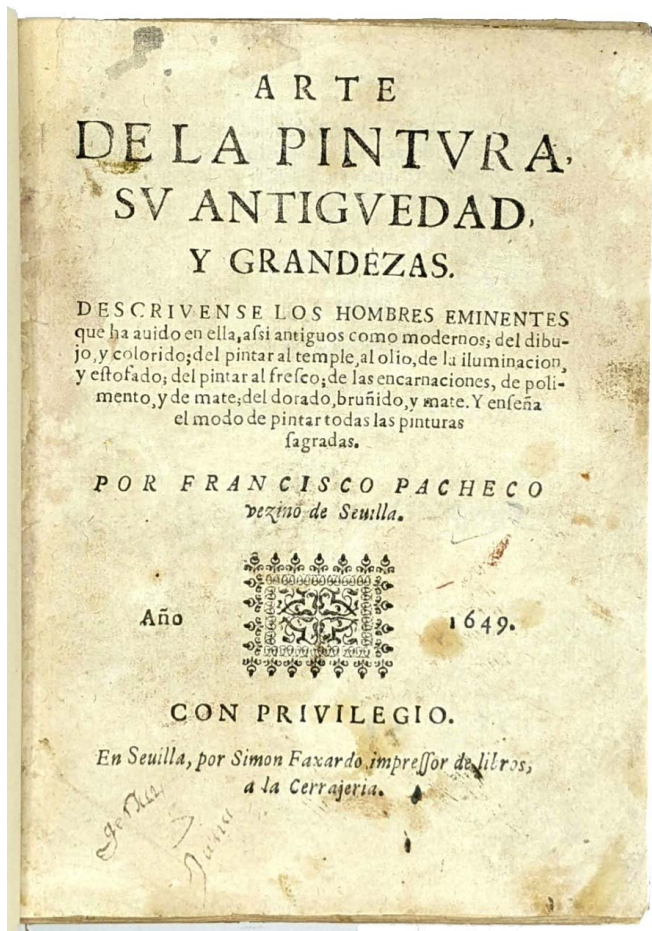 ARTE
DE LA PINTVRA,
SV ANTIGVEDAD,
Y GRANDEZAS.
DESCRIVENSE LOS HOMBRES EMINENTES
que ha auido en ella, assi antiguos como modernos; del dibu-
jo, y colorido; del pintar al temple, al olio, de la iluminacion,
y estofado; del pintar al fresco; de las encarnaciones, de poli-
mento, y de mate; del dorado, bruñido, y mate. Y enseña
el modo de pintar todas las pinturas
sagradas.
POR FRANCISCO PACHECO
vezino de Seuilla.
Año 1649.
CON PRIVILEGIO.
En Seuilla, por Simon Faxardo, impressor de libros,
a la Cerrajeria.